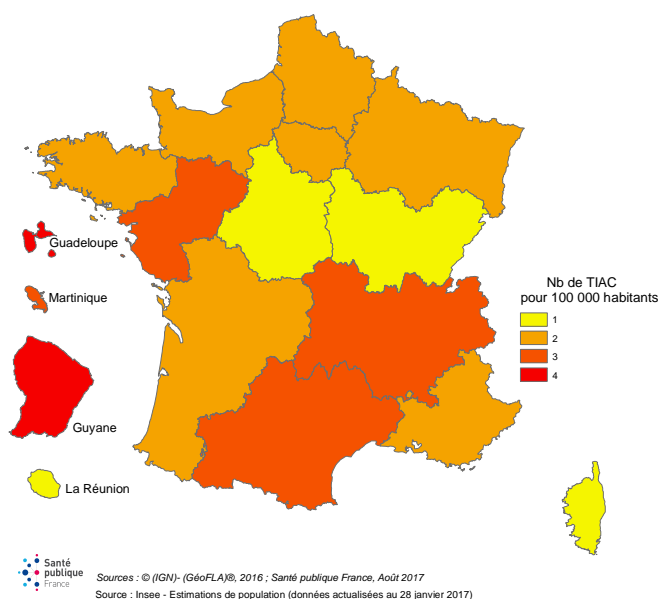 Guadeloupe
Martinique
Guyane
La Réunion
Nb de TIAC
pour 100 000 habitants
1
2
3
4
Santé
publique
France
Sources : © (IGN)- (GéoFLA)®, 2016 ; Santé publique France, Août 2017
Source : Insee - Estimations de population (données actualisées au 28 janvier 2017)